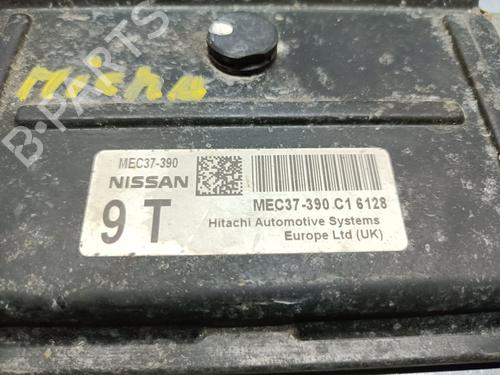 B-PARTS
Micra
MEC37-390
NISSAN
9 T
MEC37-390 C1 6128
Hitachi Automotive Systems
Europe Ltd (UK)